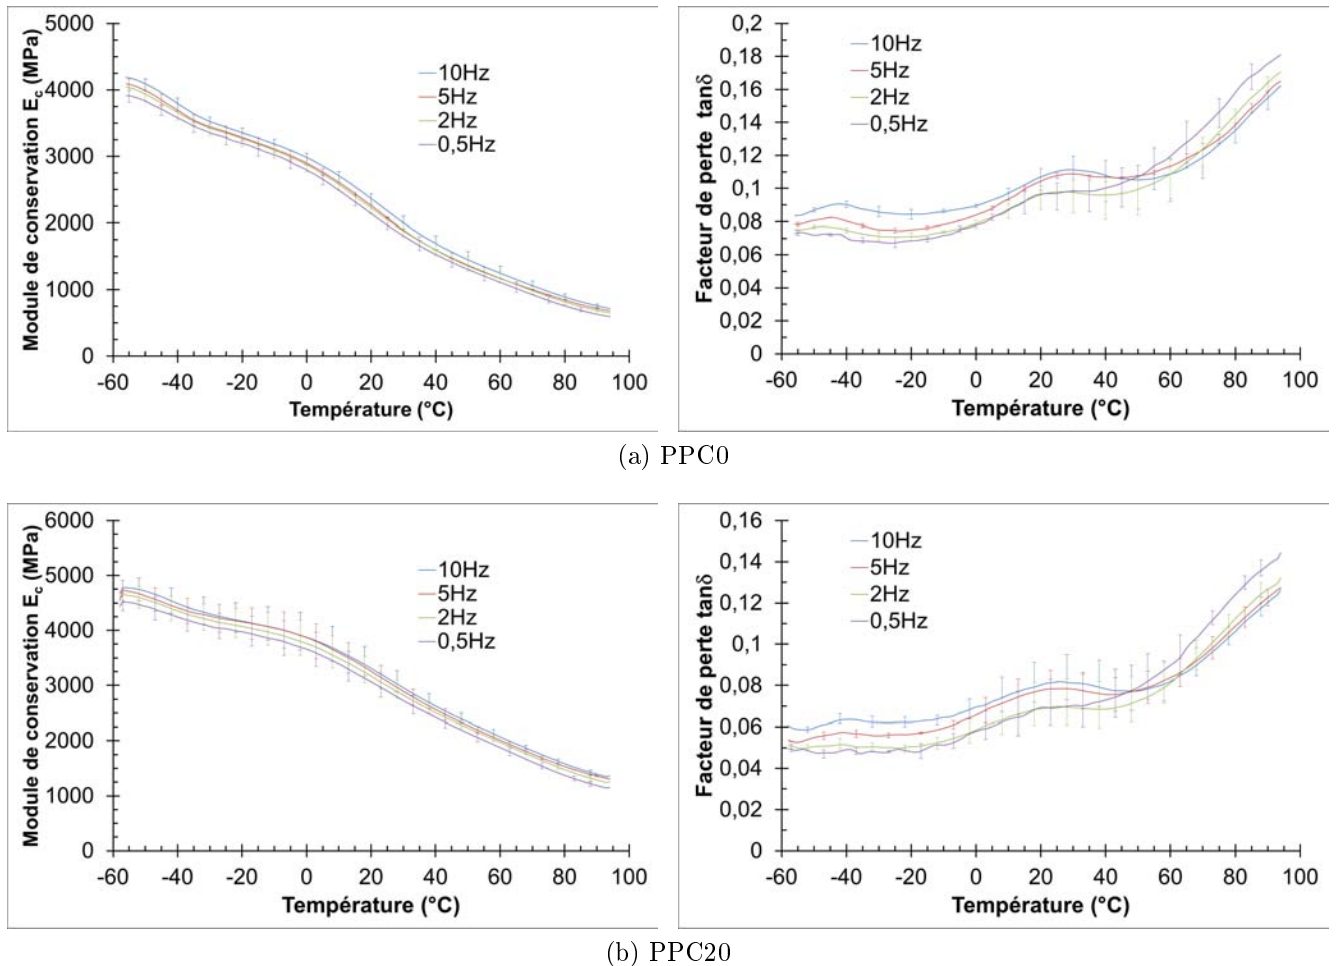 Module de conservation Ec (MPa)
5000
4000
3000
2000
1000
0
10Hz
5Hz
2Hz
0,5Hz
-60 -40 -20 0 20 40 60 80 100
Température (°C)
Facteur de perte tanδ
0,2
0,18
0,16
0,14
0,12
0,1
0,08
0,06
0,04
0,02
0
10Hz
5Hz
2Hz
0,5Hz
-60 -40 -20 0 20 40 60 80 100
Température (°C)
(a) PPC0
Module de conservation Ec (MPa)
6000
5000
4000
3000
2000
1000
0
10Hz
5Hz
2Hz
0,5Hz
-60 -40 -20 0 20 40 60 80 100
Température (°C)
Facteur de perte tanδ
0,16
0,14
0,12
0,1
0,08
0,06
0,04
0,02
0
10Hz
5Hz
2Hz
0,5Hz
-60 -40 -20 0 20 40 60 80 100
Température (°C)
(b) PPC20